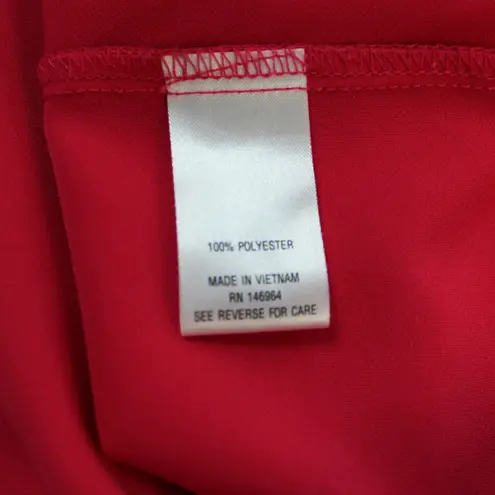 100% POLYESTER
MADE IN VIETNAM
RN 146964
SEE REVERSE FOR CARE